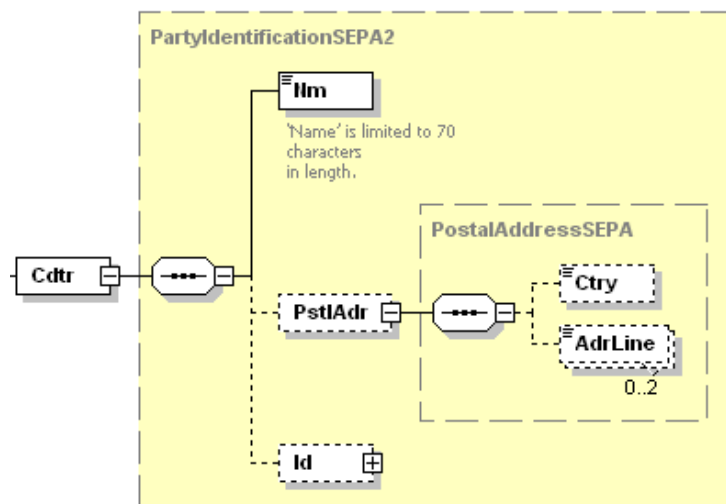 PartyIdentificationSEPA2
Nm
'Name' is limited to 70
characters
in length.
PostalAddressSEPA
Cdtr
Ctry
PstlAdr
AdrLine
0..2
Id